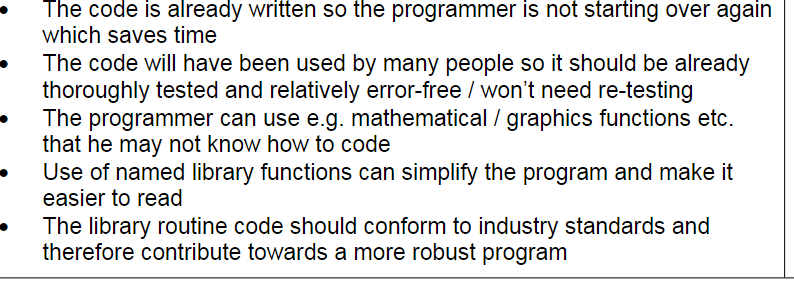 • The code is already written so the programmer is not starting over again
which saves time
• The code will have been used by many people so it should be already
thoroughly tested and relatively error-free / won't need re-testing
• The programmer can use e.g. mathematical / graphics functions etc.
that he may not know how to code
• Use of named library functions can simplify the program and make it
easier to read
• The library routine code should conform to industry standards and
therefore contribute towards a more robust program